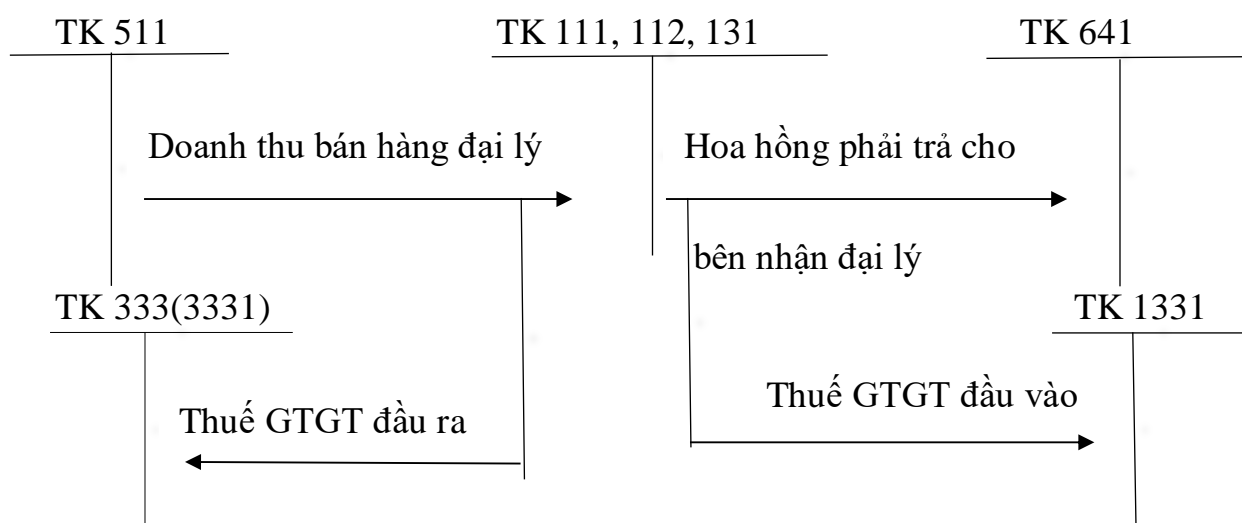 TK 511
TK 111, 112, 131
TK 641
Doanh thu bán hàng đại lý
Hoa hồng phải trả cho
bên nhận đại lý
TK 333(3331)
TK 1331
Thuế GTGT đầu ra
Thuế GTGT đầu vào